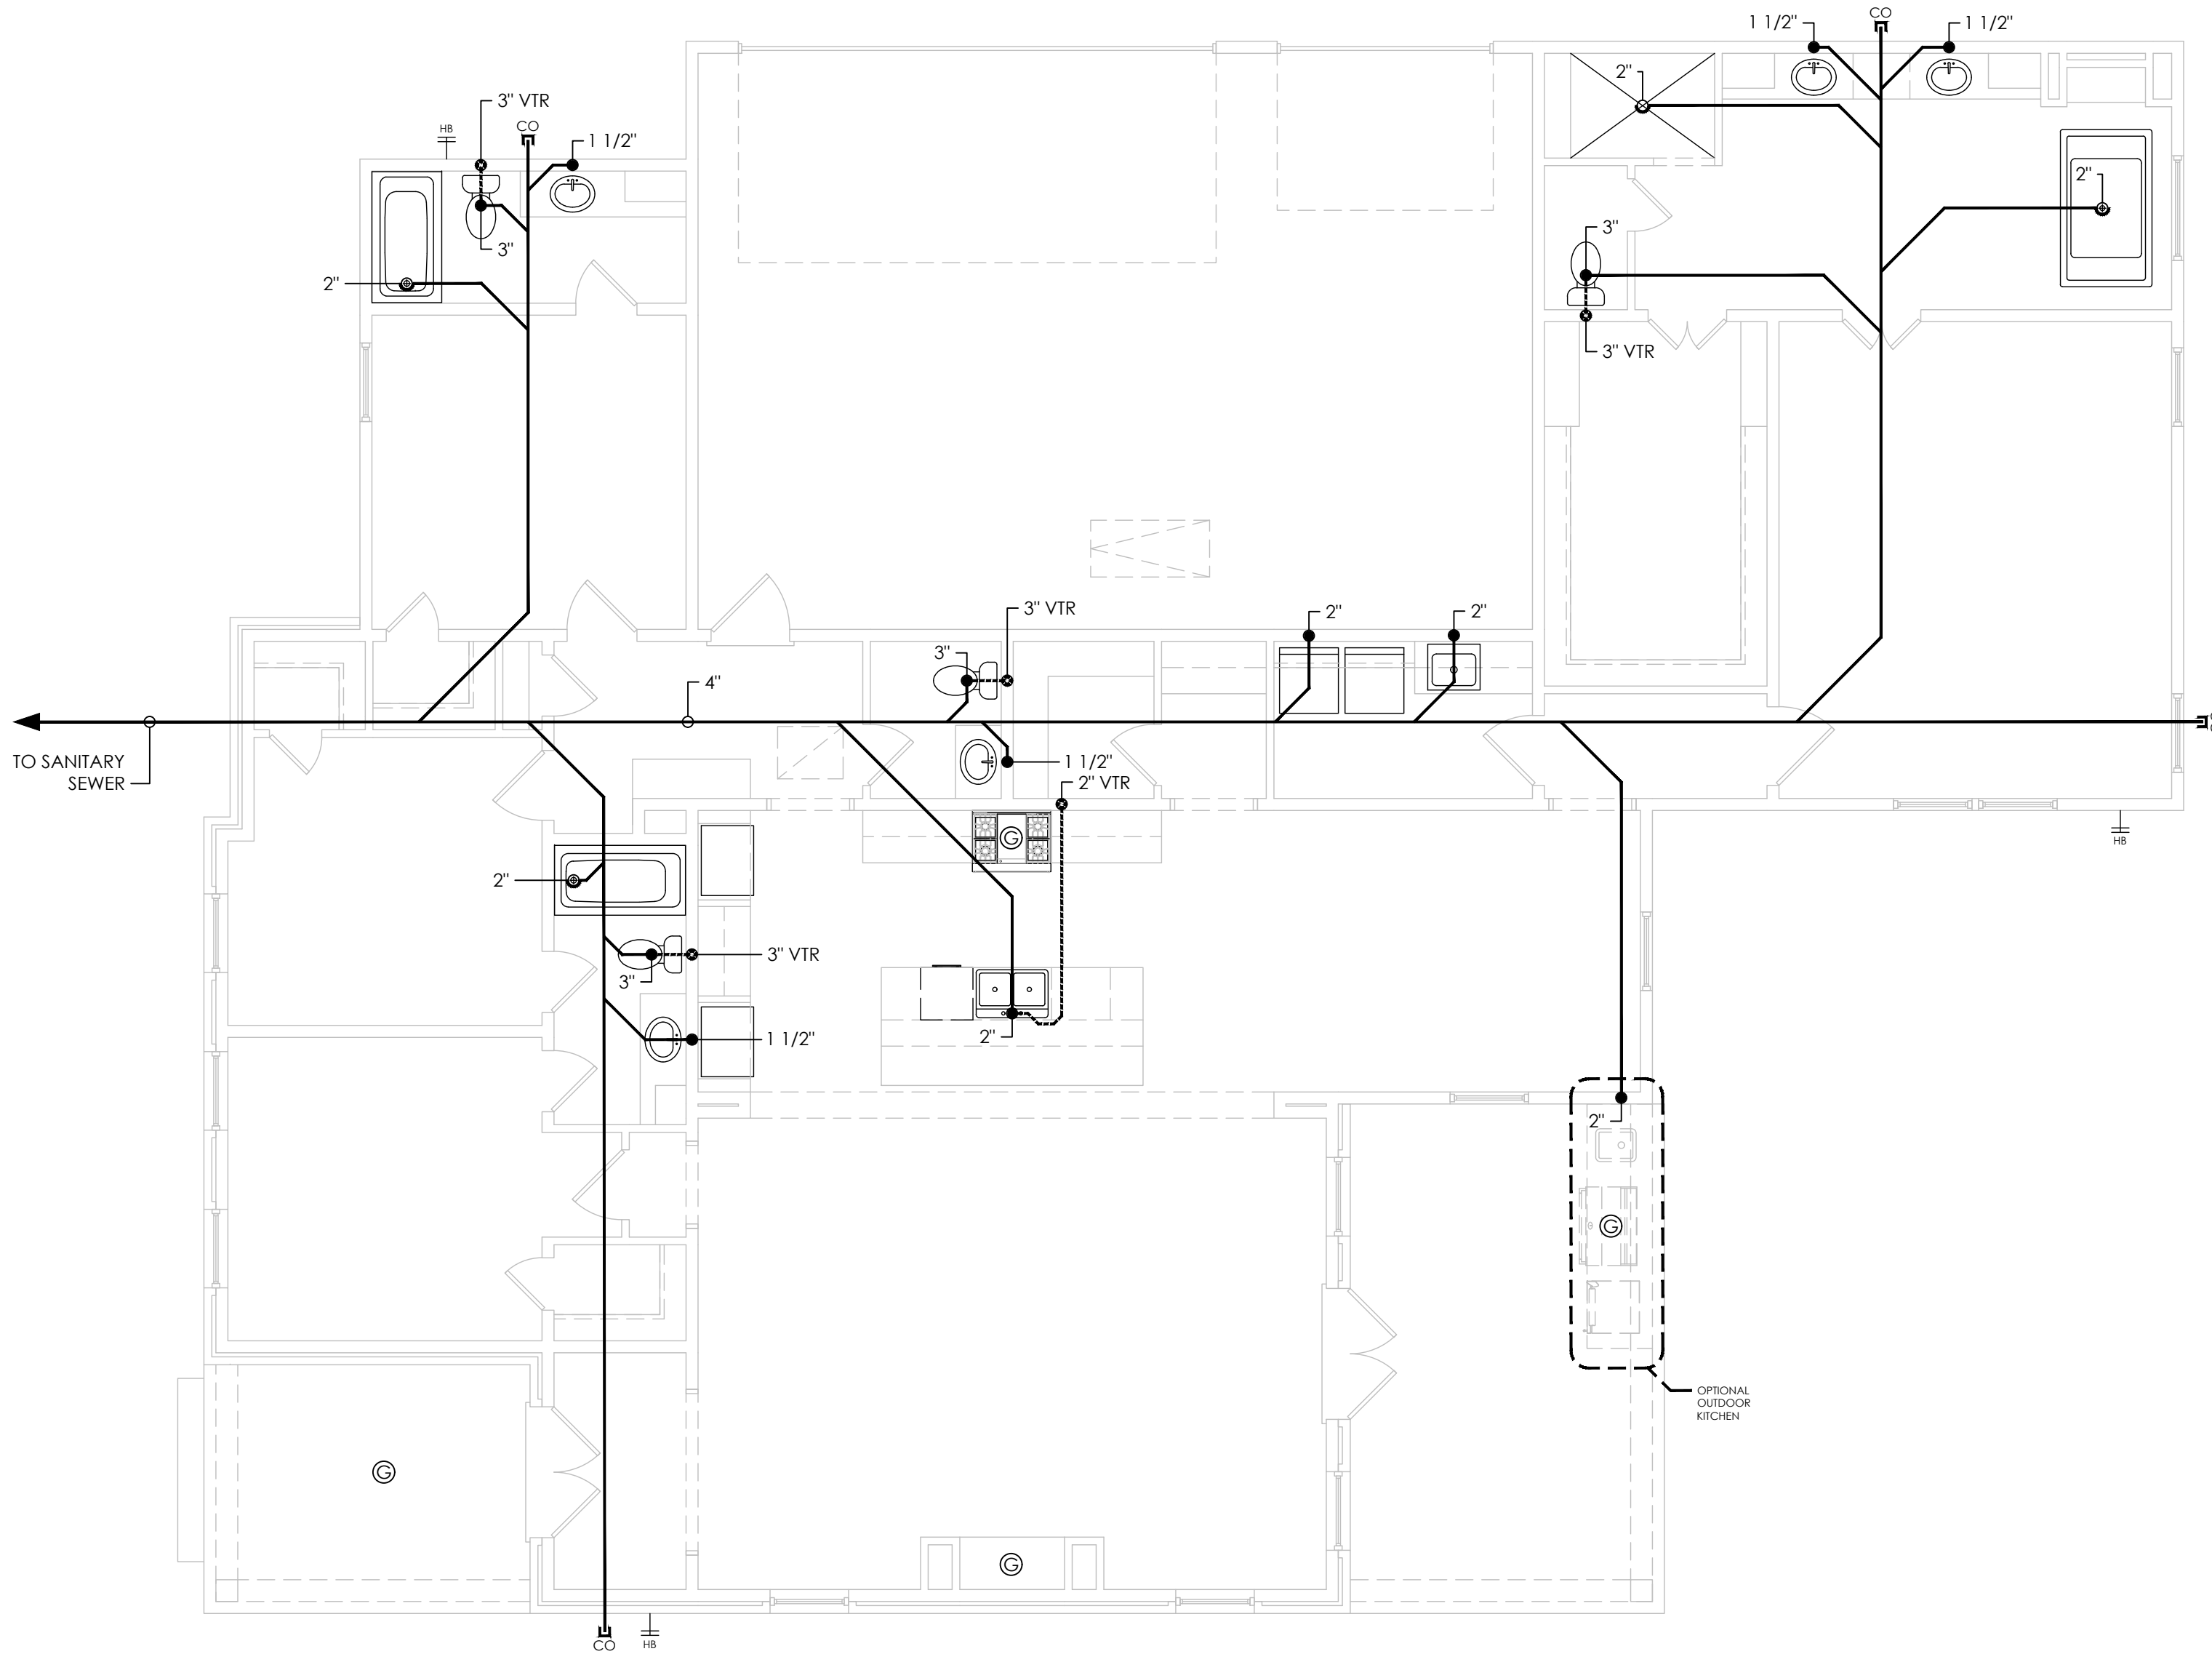 1 1/2"
CO
1 1/2"
2"
3" VTR
HB
CO
1 1/2"
2"
3"
3"
2"
3" VTR
3" VTR
2"
2"
3"
4"
TO SANITARY
SEWER
1 1/2"
2" VTR
G
HB
2"
3" VTR
3"
2"
1 1/2"
2"
G
OPTIONAL
OUTDOOR
KITCHEN
G
G
CO
HB